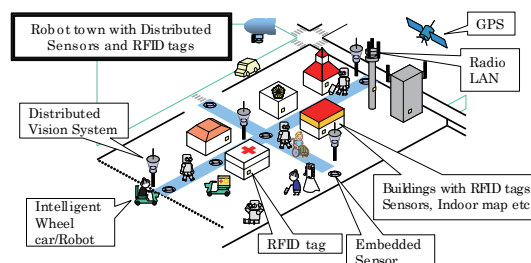 Robot town with Distributed
Sensors and RFID tags
GPS
Radio
LAN
Distributed
Vision System
Buildings with RFID tags
Sensors, Indoor map etc
Intelligent
Wheel
car/Robot
RFID tag
Embedded
Sensor